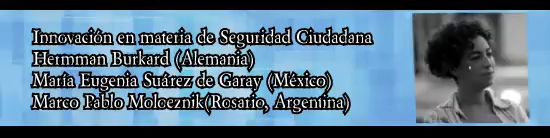 Innovación en materia de Seguridad Ciudadana
Hermman Burkard (Alemania)
María Eugenia Suárez de Garay (México)
Marco Pablo Moloeznik(Rosario, Argentina)